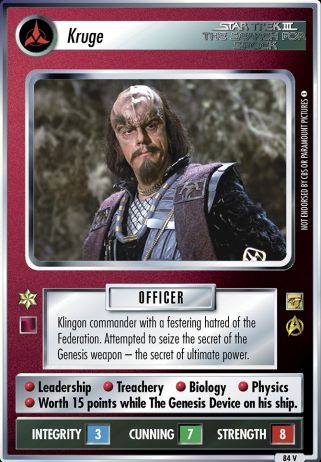 Kruge
STAR TREK III
THE SEARCH FOR
SPOCK
NOT ENDORSED BY CBS OR PARAMOUNT PICTURES
OFFICER
Klingon commander with a festering hatred of the
Federation. Attempted to seize the secret of the
Genesis weapon – the secret of ultimate power.
Leadership Treachery Biology Physics
Worth 15 points while The Genesis Device on his ship.
INTEGRITY 3 CUNNING 7 STRENGTH 8
84 V